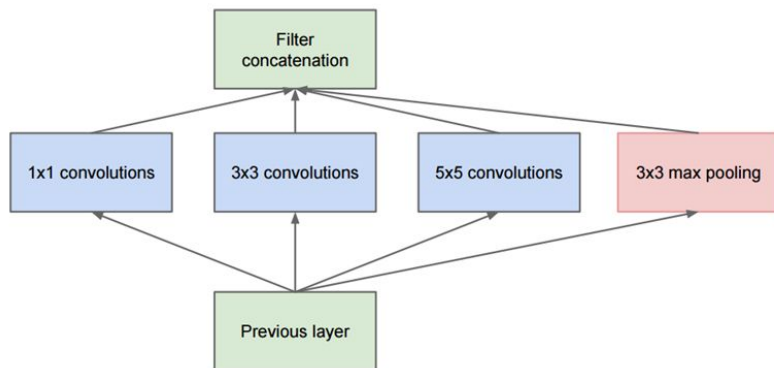 Filter
concatenation
1x1 convolutions
3x3 convolutions
5x5 convolutions
3x3 max pooling
Previous layer